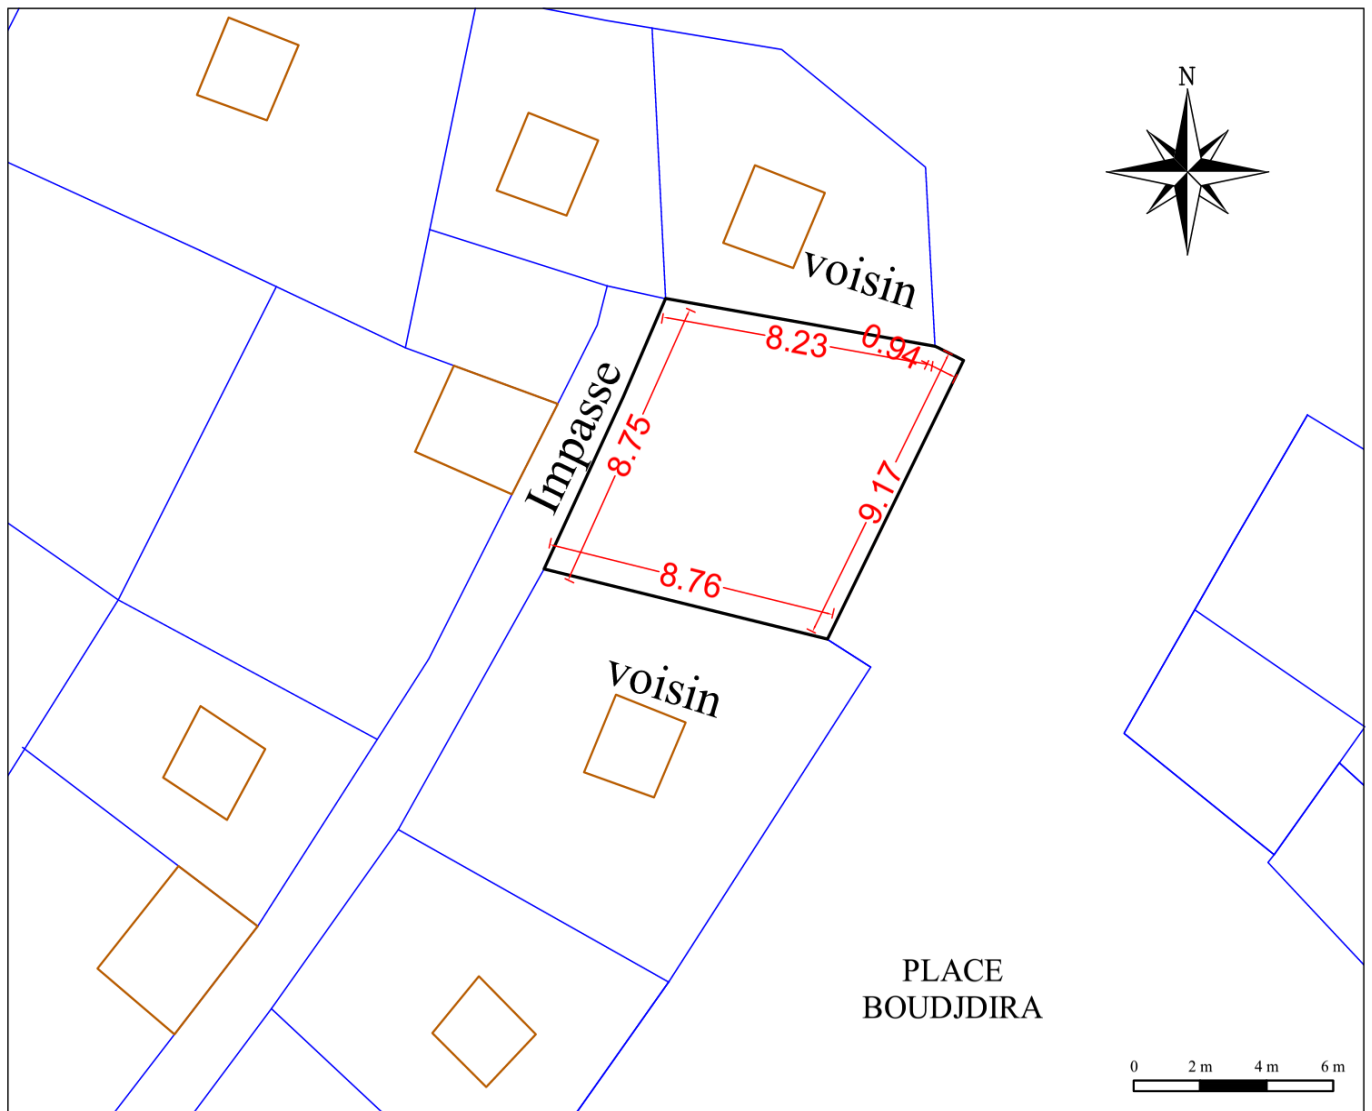 N
voisin
8.23
0.94
Impasse
8.75
9.17
8.76
voisin
PLACE
BOUDJDIRA
0 2 m 4 m 6 m